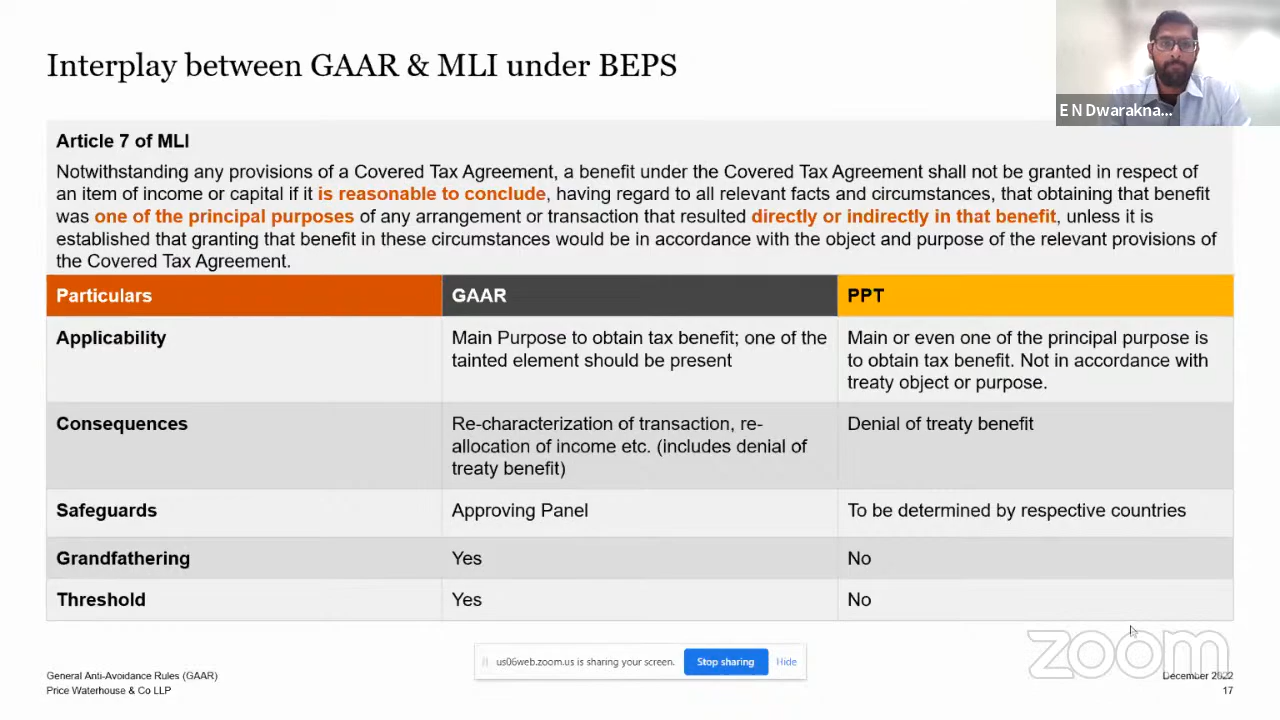 Interplay between GAAR & MLI under BEPS
E N Dwarakna...
Article 7 of MLI
Notwithstanding any provisions of a Covered Tax Agreement, a benefit under the Covered Tax Agreement shall not be granted in respect of
an item of income or capital if it is reasonable to conclude, having regard to all relevant facts and circumstances, that obtaining that benefit
was one of the principal purposes of any arrangement or transaction that resulted directly or indirectly in that benefit, unless it is
established that granting that benefit in these circumstances would be in accordance with the object and purpose of the relevant provisions of
the Covered Tax Agreement.
Particulars GAAR PPT
Applicability Main Purpose to obtain tax benefit; one of the Main or even one of the principal purpose is
tainted element should be present to obtain tax benefit. Not in accordance with
treaty object or purpose.
Consequences Re-characterization of transaction, re- Denial of treaty benefit
allocation of income etc. (includes denial of
treaty benefit)
Safeguards Approving Panel To be determined by respective countries
Grandfathering Yes No
Threshold Yes No
us06web.zoom.us is sharing your screen. Stop sharing Hide
zoom
General Anti-Avoidance Rules (GAAR) December 2022
Price Waterhouse & Co LLP 17